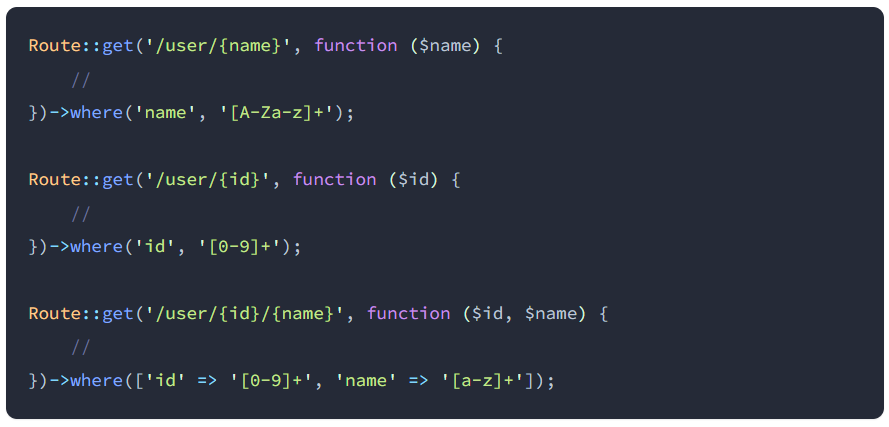 Route::get('/user/{name}', function ($name) {
    //
})->where('name', '[A-Za-z]+');

Route::get('/user/{id}', function ($id) {
    //
})->where('id', '[0-9]+');

Route::get('/user/{id}/{name}', function ($id, $name) {
    //
})->where(['id' => '[0-9]+', 'name' => '[a-z]+']);